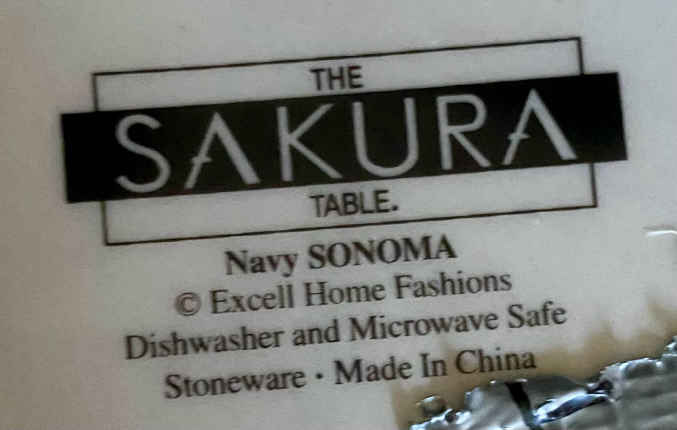 THE
SAKURA
TABLE.
Navy SONOMA
© Excell Home Fashions
Dishwasher and Microwave Safe
Stoneware · Made In China